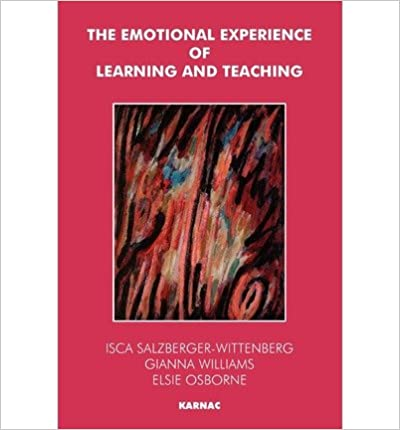 THE EMOTIONAL EXPERIENCE
OF
LEARNING AND TEACHING
ISCA SALZBERGER-WITTENBERG
GIANNA WILLIAMS
ELSIE OSBORNE
KARNAC